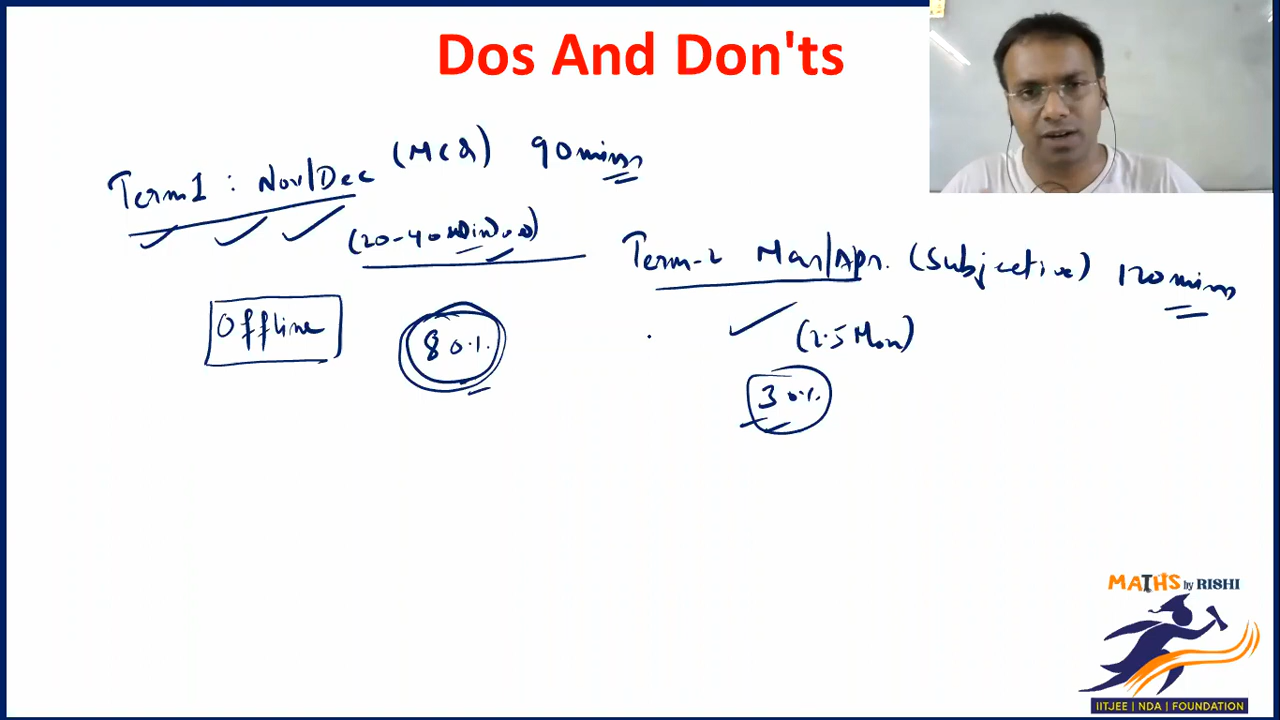 Dos And Don'ts
Term1 : Nov/Dec (MCQ) 90mins
(20-40
Term-2 Mar/Apr. (Subjective) 120mins
Offline
80%
(2.5 Mon)
30%
MATHS by RISHI
IITJEE | NDA | FOUNDATION